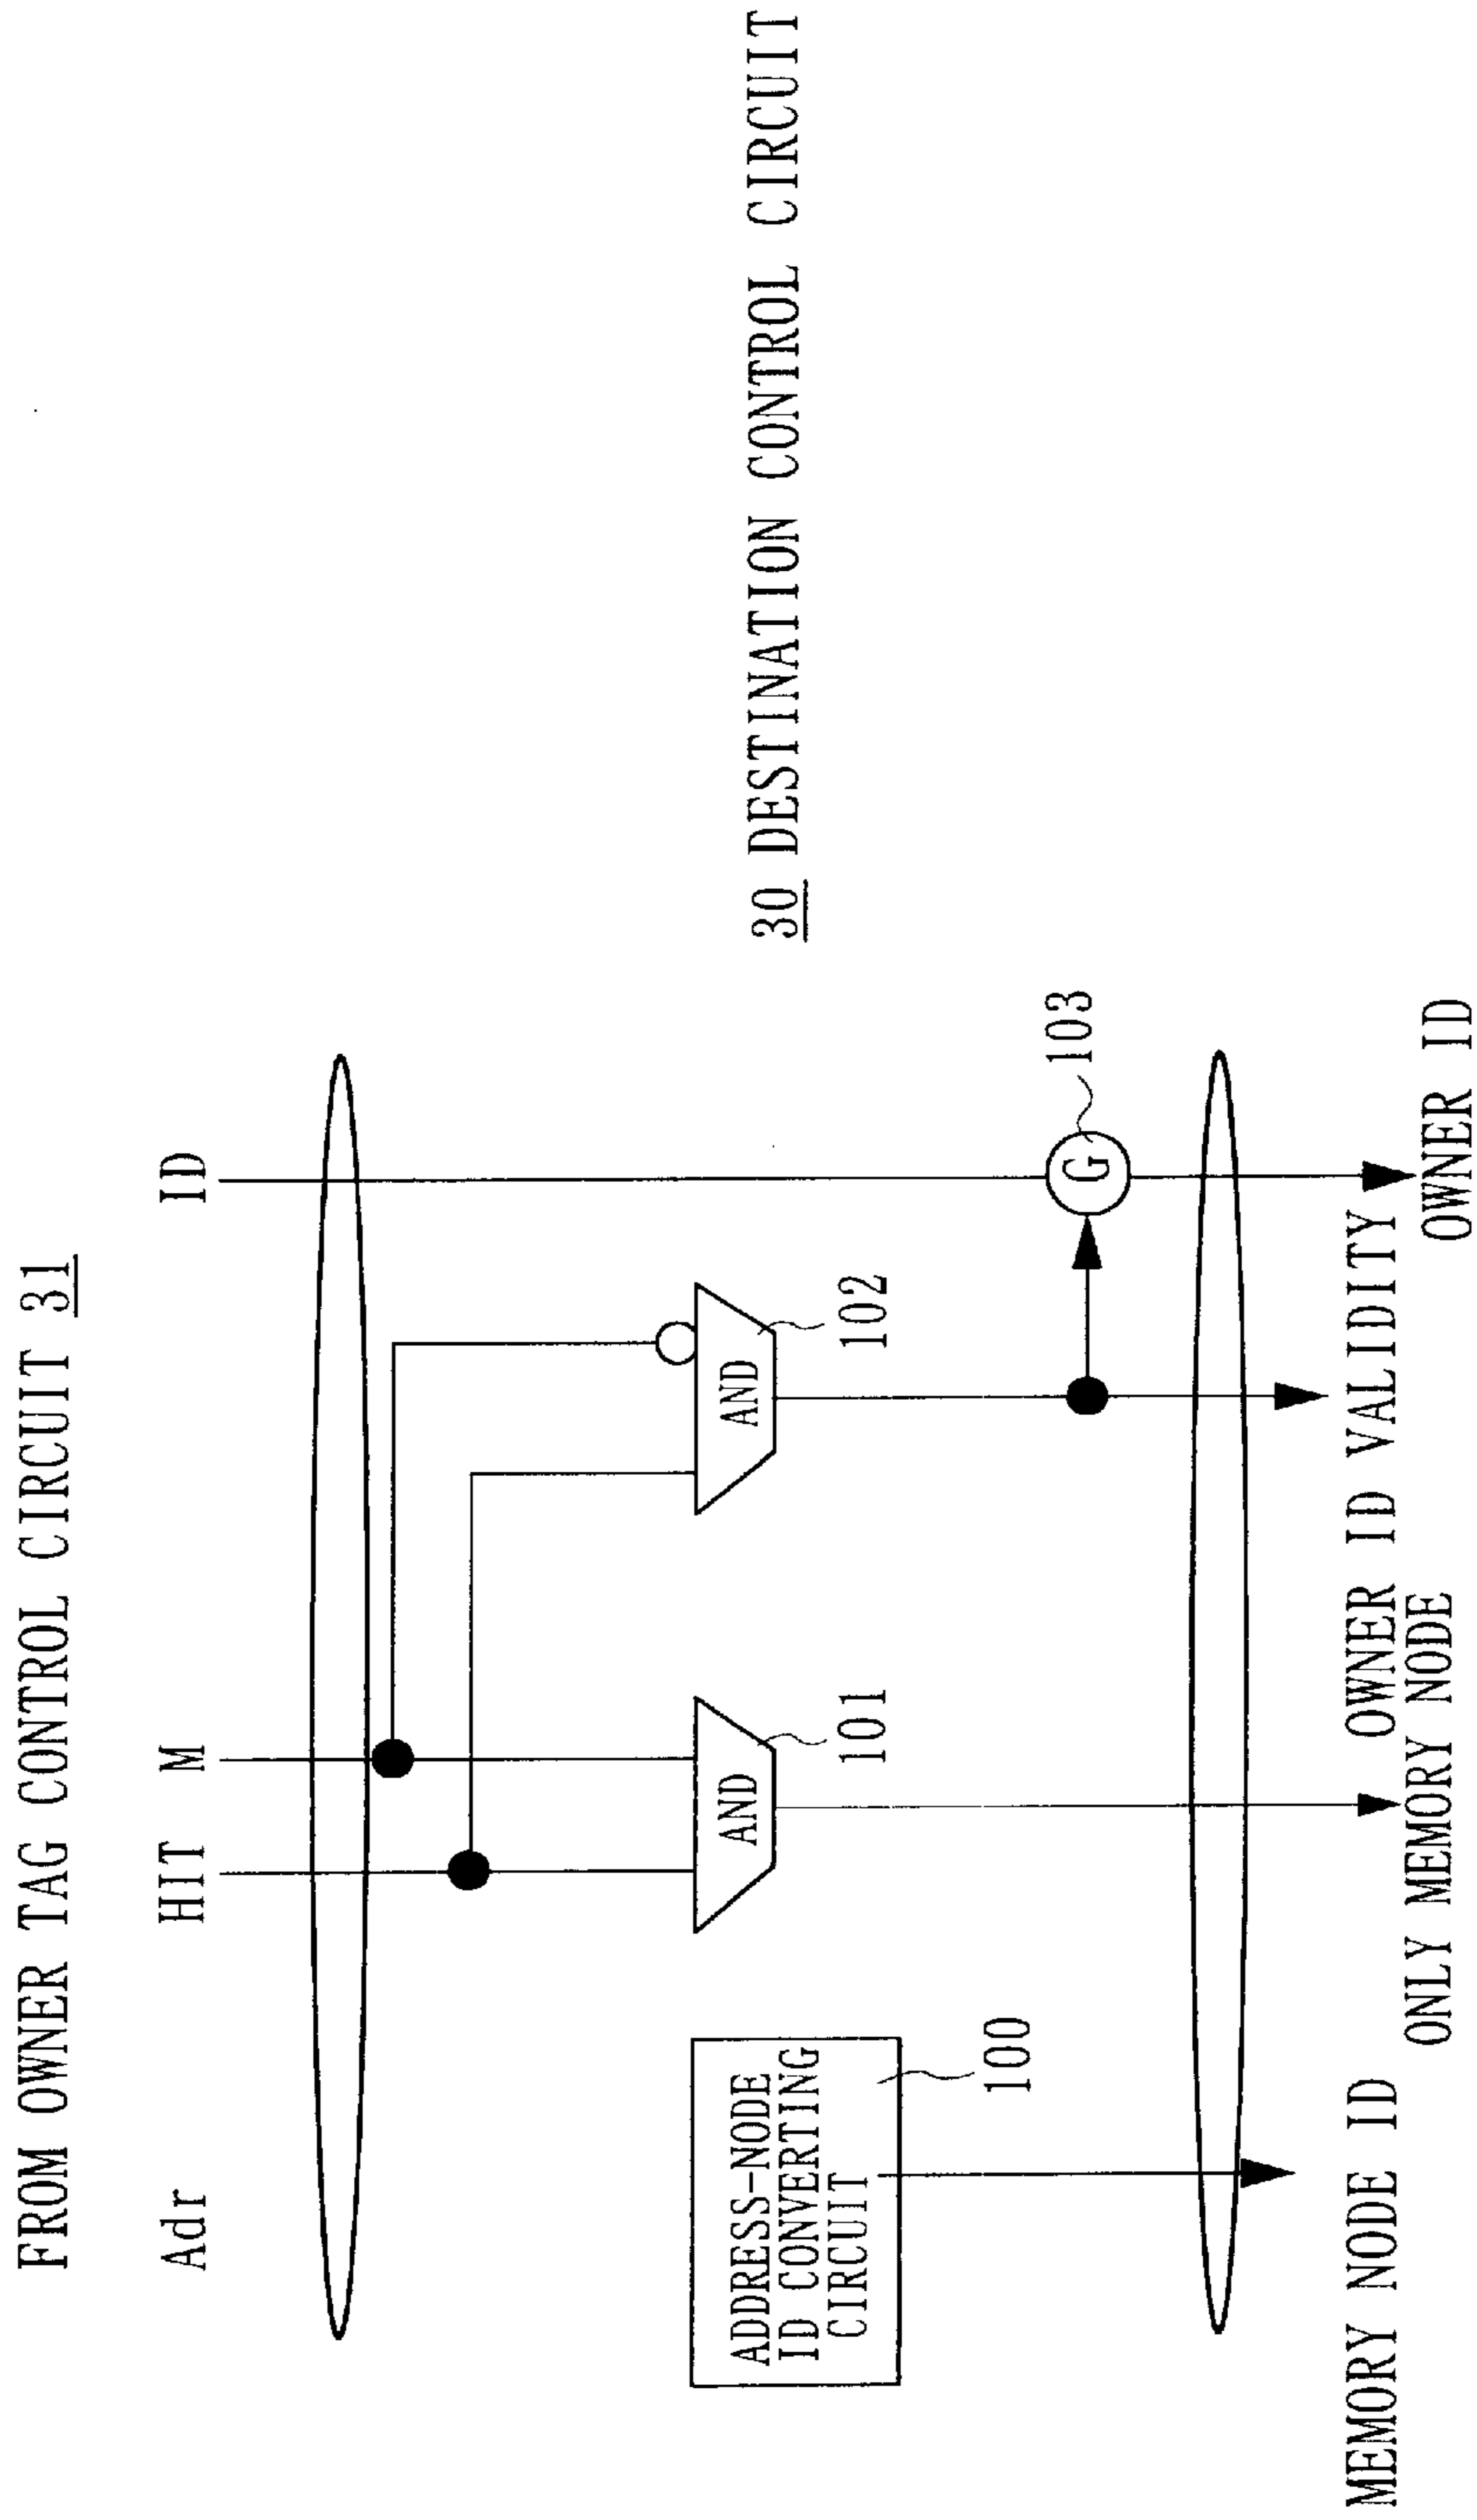 FROM OWNER TAG CONTROL CIRCUIT 31
Adr
HIT
M
ID
30 DESTINATION CONTROL CIRCUIT
ADDRESS-NODE
ID CONVERTING
CIRCUIT
100
AND
101
AND
102
G
103
MEMORY NODE ID
ONLY MEMORY NODE
OWNER ID VALIDITY
OWNER ID